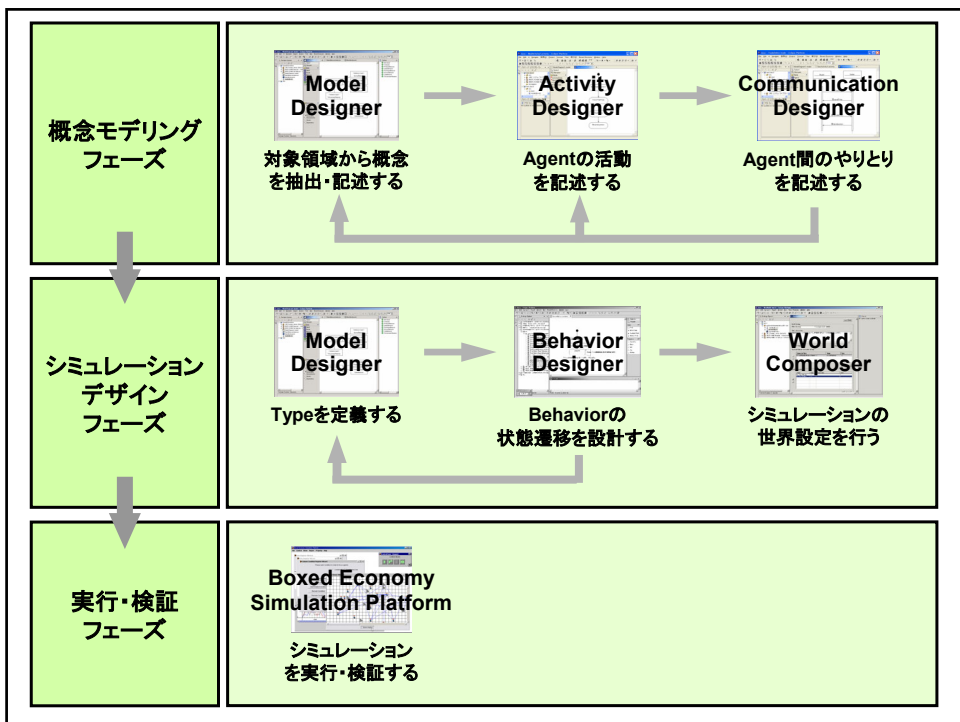 概念モデリング
フェーズ
Model
Designer
対象領域から概念
を抽出・記述する
Activity
Designer
Agentの活動
を記述する
Communication
Designer
Agent間のやりとり
を記述する
シミュレーション
デザイン
フェーズ
Model
Designer
Typeを定義する
Behavior
Designer
Behaviorの
状態遷移を設計する
World
Composer
シミュレーションの
世界設定を行う
実行・検証
フェーズ
Boxed Economy
Simulation Platform
シミュレーション
を実行・検証する